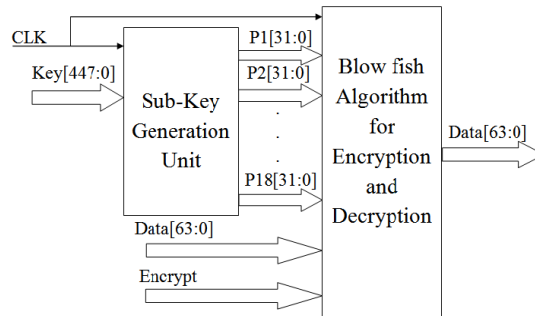 CLK
Key[447:0]
Sub-Key
Generation
Unit
P1[31:0]
P2[31:0]
.
.
.
.
P18[31:0]
Data[63:0]
Encrypt
Blow fish
Algorithm
for
Encryption
and
Decryption
Data[63:0]